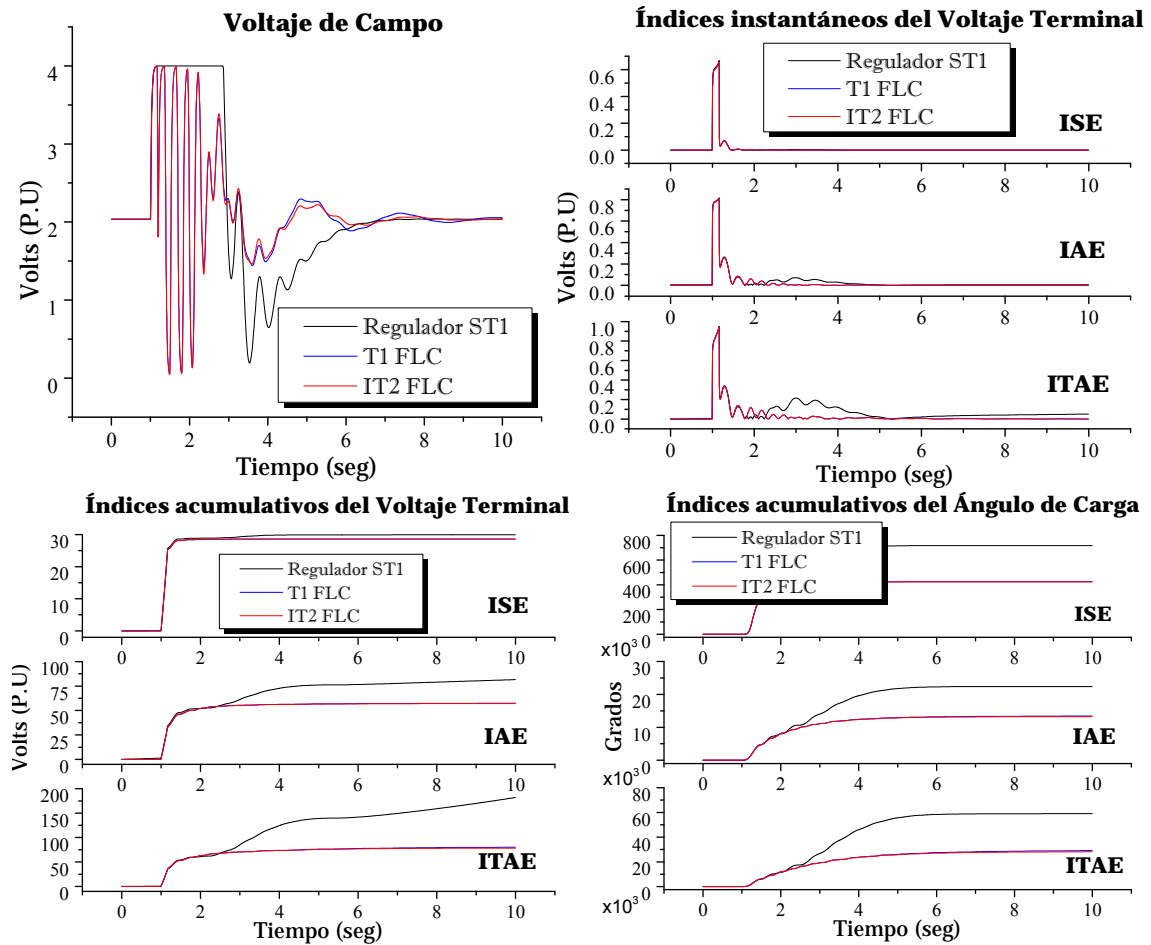 Voltaje de Campo
4
3
2
1
0
Volts (P.U)
Regulador ST1
T1 FLC
IT2 FLC
0 2 4 6 8 10
Tiempo (seg)
Índices instantáneos del Voltaje Terminal
Regulador ST1
T1 FLC
IT2 FLC
0.6
0.4
0.2
0.0
ISE
0 2 4 6 8 10
Volts (P.U)
0.8
0.6
0.4
0.2
0.0
IAE
0 2 4 6 8 10
1.0
0.8
0.6
0.4
0.2
0.0
ITAE
0 2 4 6 8 10
Tiempo (seg)
Índices acumulativos del Voltaje Terminal
30
20
10
0
Regulador ST1
T1 FLC
IT2 FLC
ISE
0 2 4 6 8 10
Volts (P.U)
100
75
50
25
0
IAE
0 2 4 6 8 10
200
150
100
50
0
ITAE
0 2 4 6 8 10
Tiempo (seg)
Índices acumulativos del Ángulo de Carga
Regulador ST1
T1 FLC
IT2 FLC
800
600
400
200
0
ISE
x10³
0 2 4 6 8 10
Grados
30
20
10
0
IAE
x10³
0 2 4 6 8 10
60
40
20
0
ITAE
x10³
0 2 4 6 8 10
Tiempo (seg)